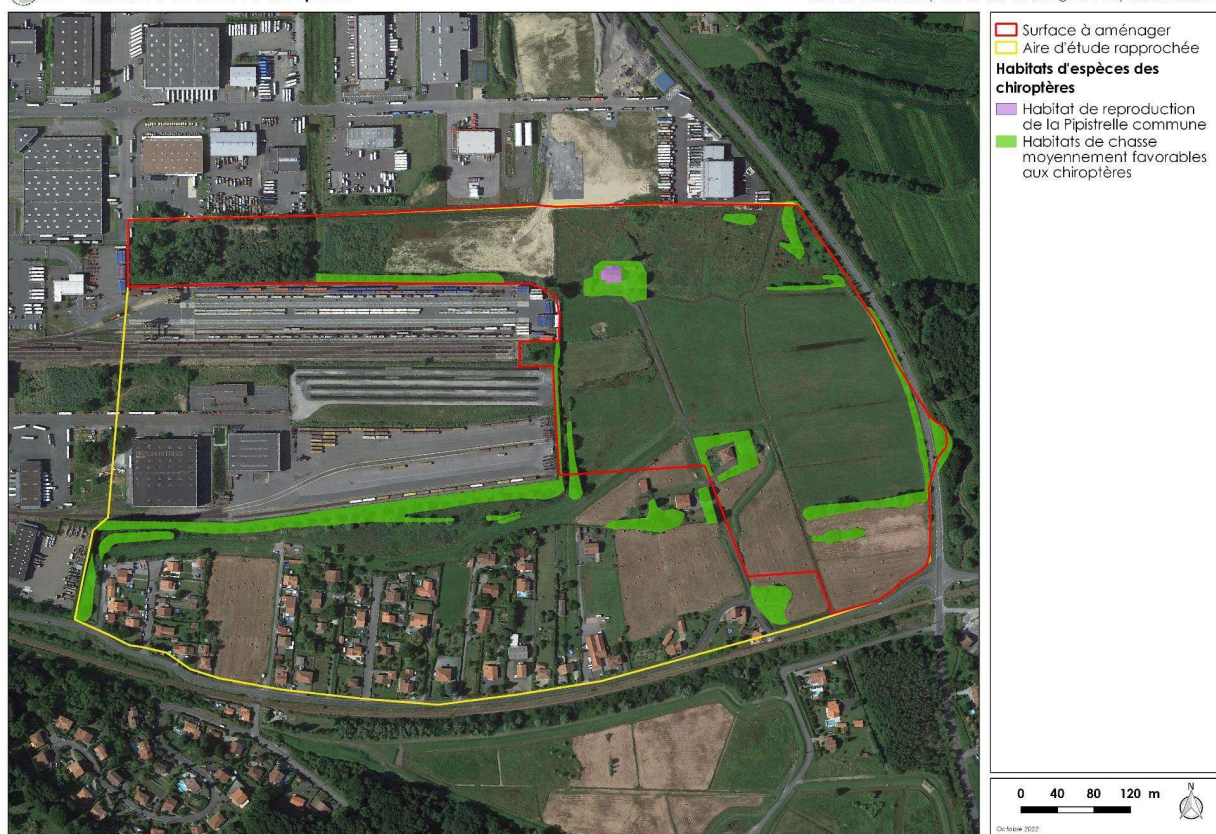 Surface à aménager
Aire d'étude rapprochée
Habitats d'espèces des
chiroptères
Habitat de reproduction
de la Pipistrelle commune
Habitats de chasse
moyennement favorables
aux chiroptères
0 40 80 120 m
N
Octobre 2022